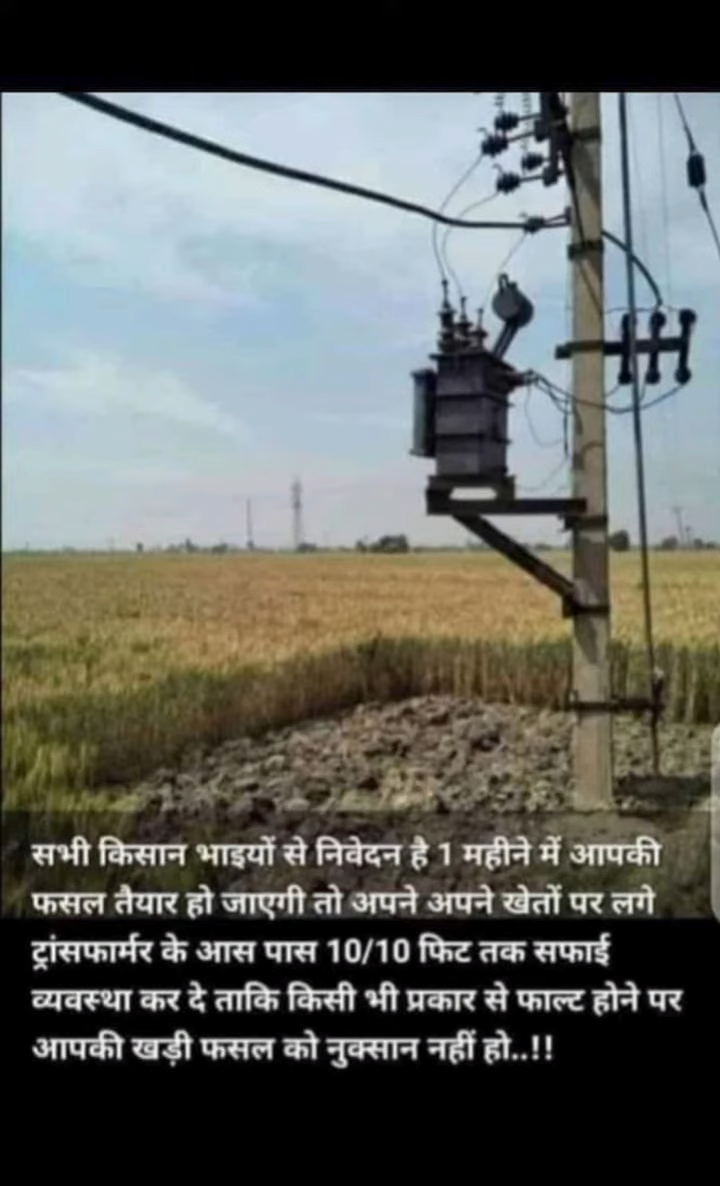 सभी किसान भाइयों से निवेदन है 1 महीने में आपकी
फसल तैयार हो जाएगी तो अपने अपने खेतों पर लगे
ट्रांसफार्मर के आस पास 10/10 फिट तक सफाई
व्यवस्था कर दे ताकि किसी भी प्रकार से फाल्ट होने पर
आपकी खड़ी फसल को नुक्सान नहीं हो..!!